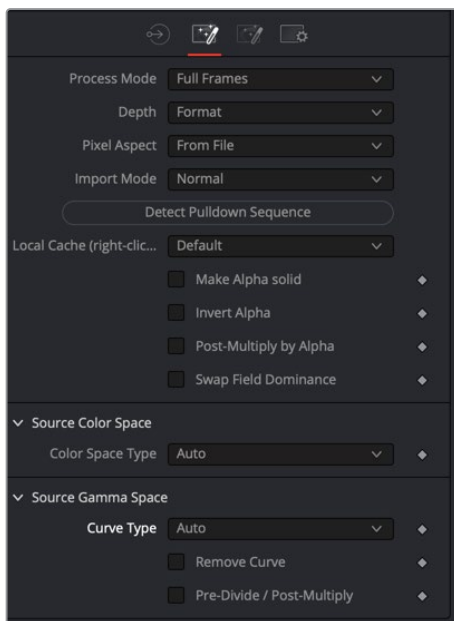 Process Mode Full Frames
Depth Format
Pixel Aspect From File
Import Mode Normal
Detect Pulldown Sequence
Local Cache (right-clic... Default
Make Alpha solid
Invert Alpha
Post-Multiply by Alpha
Swap Field Dominance
Source Color Space
Color Space Type Auto
Source Gamma Space
Curve Type Auto
Remove Curve
Pre-Divide / Post-Multiply